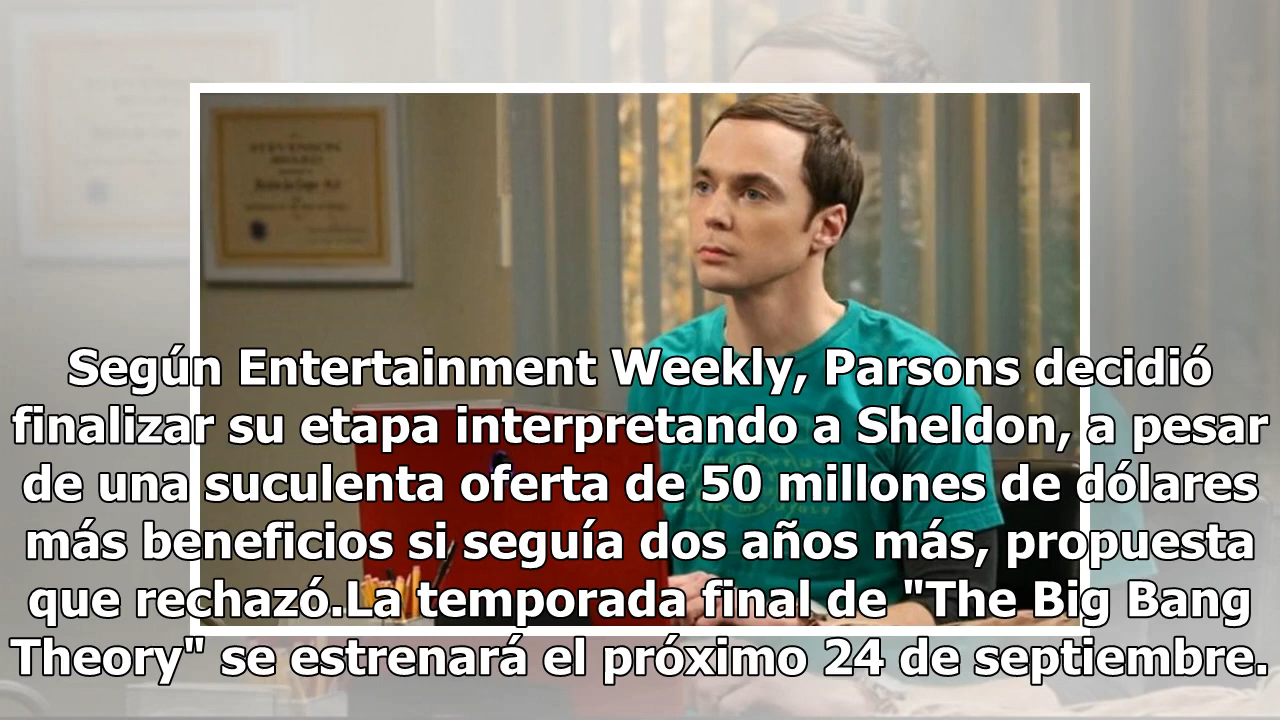 STEVENSON
AWARD
Según Entertainment Weekly, Parsons decidió
finalizar su etapa interpretando a Sheldon, a pesar
de una suculenta oferta de 50 millones de dólares
más beneficios si seguía dos años más, propuesta
que rechazó.La temporada final de "The Big Bang
Theory" se estrenará el próximo 24 de septiembre.